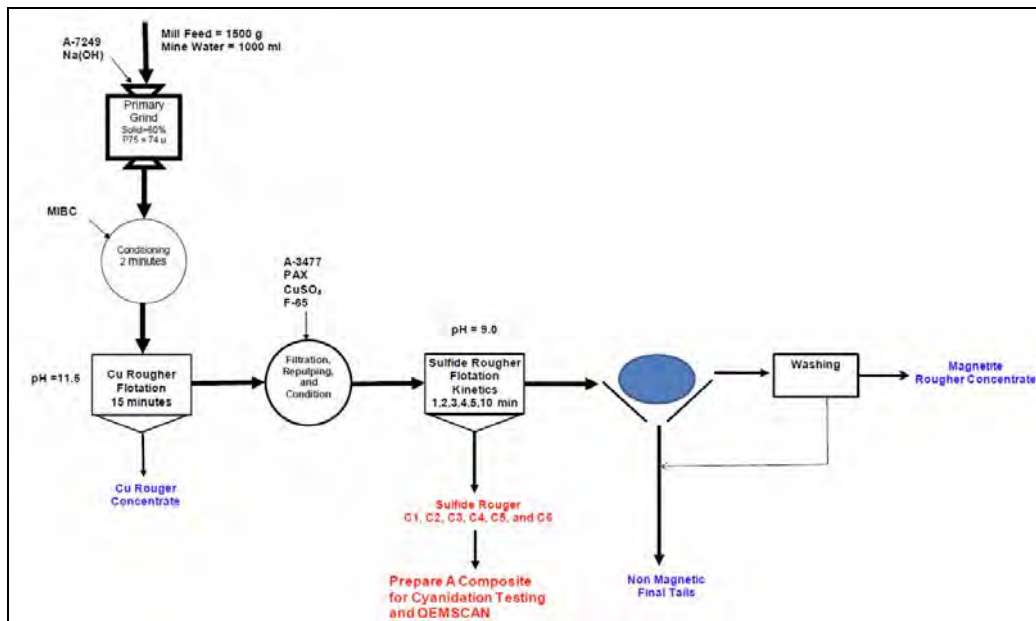 A-7249
Na(OH)
Mill Feed = 1500 g
Mine Water = 1000 ml
Primary
Grind
Solid=60%
P75 = 74 u
MIBC
Conditioning
2 minutes
pH =11.5
Cu Rougher
Flotation
15 minutes
Cu Rouger
Concentrate
A-3477
PAX
CuSO₄
F-65
Filtration,
Repulping,
and
Condition
pH = 9.0
Sulfide Rougher
Flotation
Kinetics
1,2,3,4,5,10 min
Sulfide Rouger
C1, C2, C3, C4, C5, and C6
Prepare A Composite
for Cyanidation Testing
and QEMSCAN
Washing
Magnetite
Rougher Concentrate
Non Magnetic
Final Tails